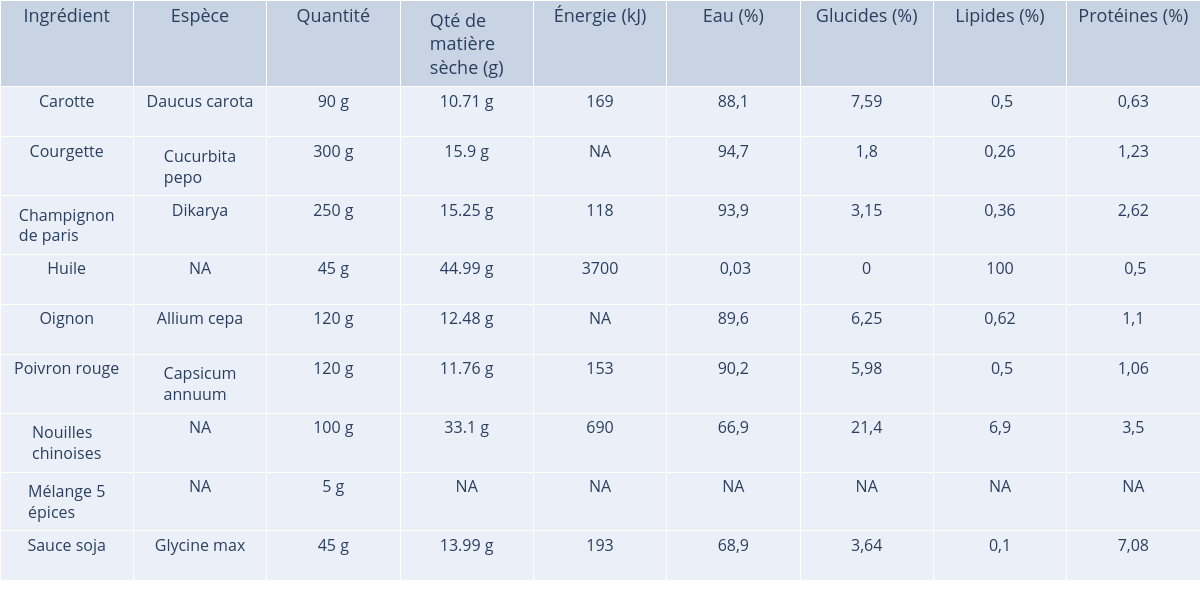 Ingrédient Espèce Quantité Qté de matière sèche (g) Énergie (kJ) Eau (%) Glucides (%) Lipides (%) Protéines (%)
Carotte Daucus carota 90 g 10.71 g 169 88,1 7,59 0,5 0,63
Courgette Cucurbita pepo 300 g 15.9 g NA 94,7 1,8 0,26 1,23
Champignon de paris Dikarya 250 g 15.25 g 118 93,9 3,15 0,36 2,62
Huile NA 45 g 44.99 g 3700 0,03 0 100 0,5
Oignon Allium cepa 120 g 12.48 g NA 89,6 6,25 0,62 1,1
Poivron rouge Capsicum annuum 120 g 11.76 g 153 90,2 5,98 0,5 1,06
Nouilles chinoises NA 100 g 33.1 g 690 66,9 21,4 6,9 3,5
Mélange 5 épices NA 5 g NA NA NA NA NA NA
Sauce soja Glycine max 45 g 13.99 g 193 68,9 3,64 0,1 7,08